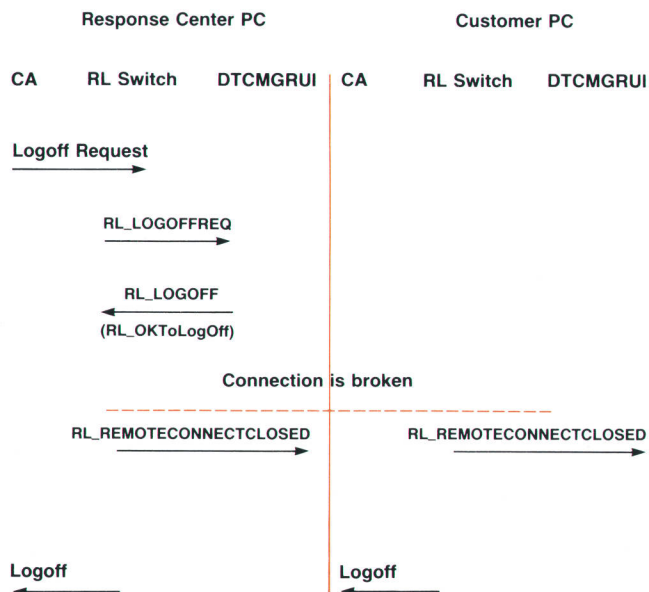 Response Center PC
Customer PC
CA RL Switch DTCMGRUI CA RL Switch DTCMGRUI
Logoff Request
RL_LOGOFFREQ
RL_LOGOFF
(RL_OKToLogOff)
Connection is broken
RL_REMOTECONNECTCLOSED RL_REMOTECONNECTCLOSED
Logoff Logoff